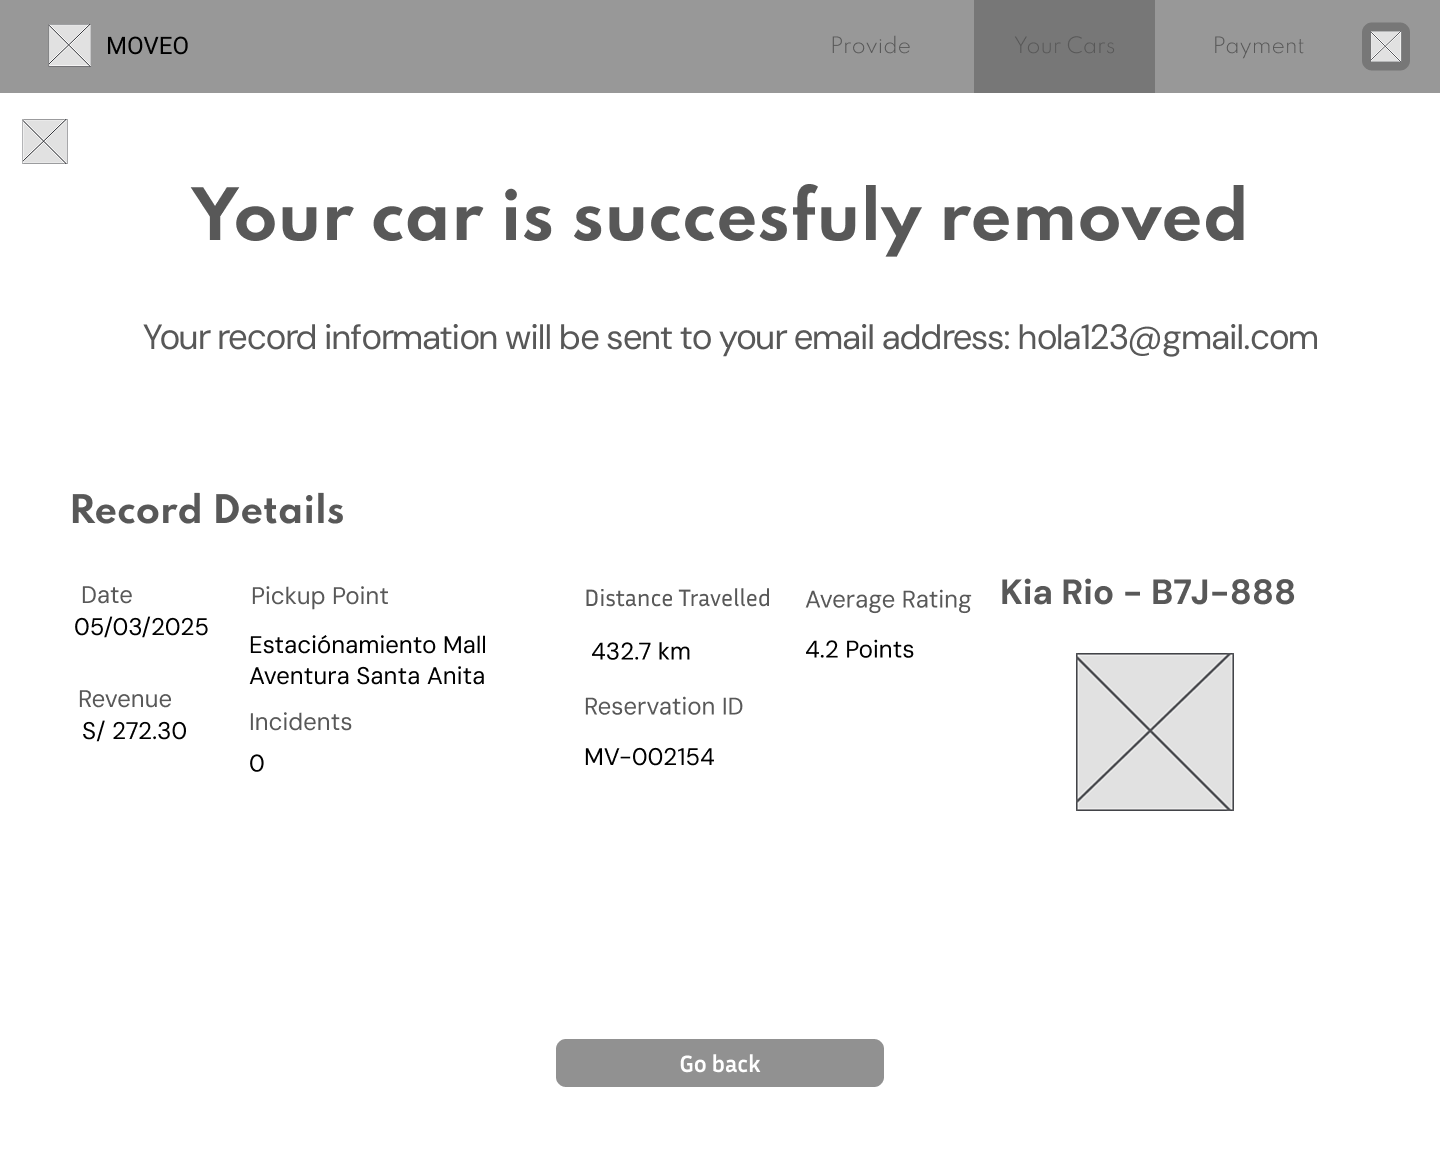 MOVEO
Provide
Your Cars
Payment
Your car is succesfuly removed
Your record information will be sent to your email address: hola123@gmail.com
Record Details
Date
05/03/2025
Revenue
S/ 272.30
Pickup Point
Estaciónamiento Mall
Aventura Santa Anita
Incidents
0
Distance Travelled
432.7 km
Reservation ID
MV-002154
Average Rating
4.2 Points
Kia Rio - B7J-888
Go back